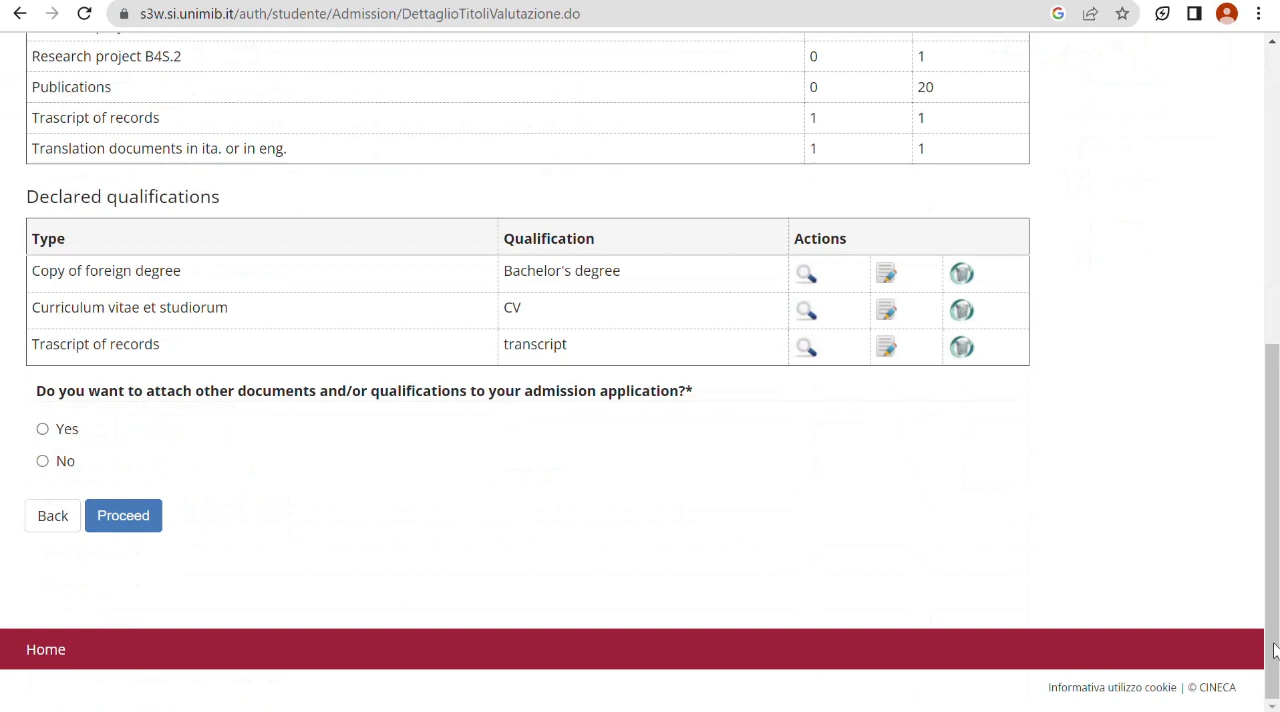 s3w.si.unimib.it/auth/studente/Admission/DettaglioTitoliValutazione.do
Research project B4S.2 0 1
Publications 0 20
Trascript of records 1 1
Translation documents in ita. or in eng. 1 1
Declared qualifications
Type Qualification Actions
Copy of foreign degree Bachelor's degree
Curriculum vitae et studiorum CV
Trascript of records transcript
Do you want to attach other documents and/or qualifications to your admission application?*
Yes
No
Back Proceed
Home
Informativa utilizzo cookie | © CINECA